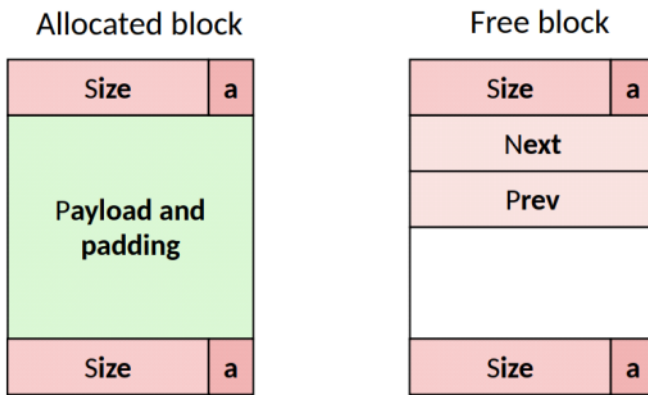 Allocated block
Free block
Size a
Payload and
padding
Size a
Size a
Next
Prev
Size a